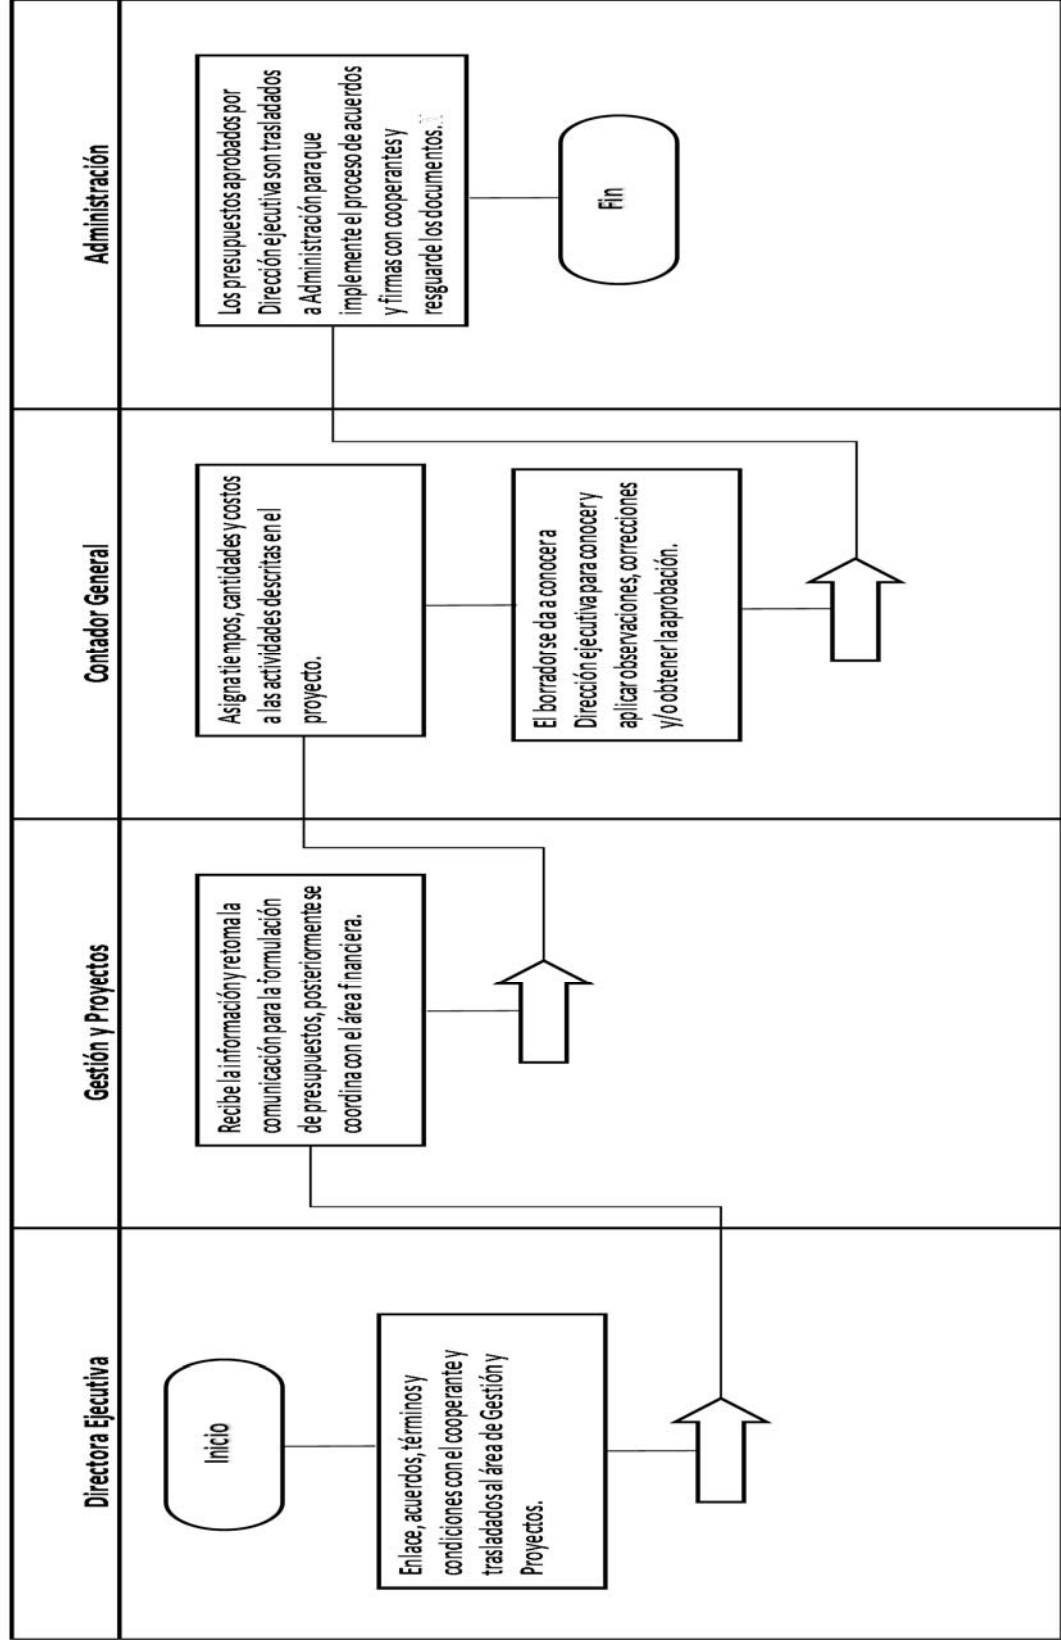 Directora Ejecutiva
Gestión y Proyectos
Contador General
Administración
Inicio
Enlace, acuerdos, términos y
condiciones con el cooperante y
trasladados al área de Gestión y
Proyectos.
Recibe la información y retoma la
comunicación para la formulación
de presupuestos, posteriormente se
coordina con el área financiera.
Asigna tiempos, cantidades y costos
a las actividades descritas en el
proyecto.
El borrador se da a conocer a
Dirección ejecutiva para conocer y
aplicar observaciones, correcciones
y/o obtener la aprobación.
Los presupuestos aprobados por
Dirección ejecutiva son trasladados
a Administración para que
implemente el proceso de acuerdos
y firmas con cooperantes y
resguarde los documentos.
Fin